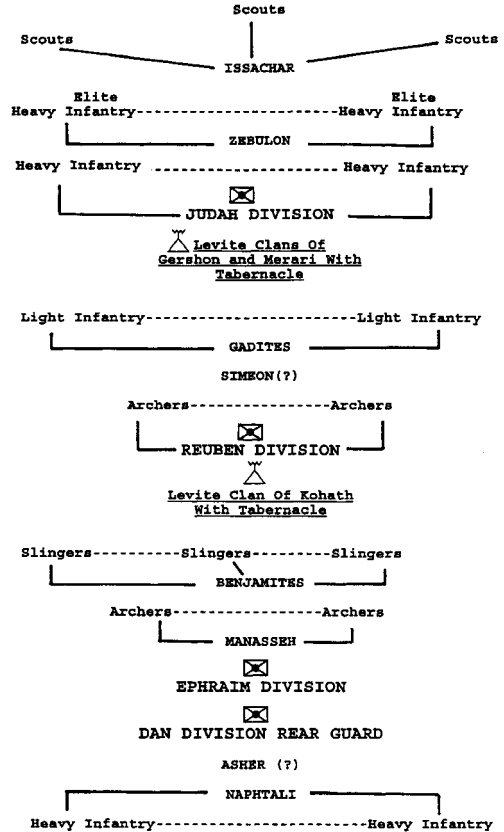 Scouts
Scouts Scouts
ISSACHAR
Elite Elite
Heavy Infantry Heavy Infantry
ZEBULON
Heavy Infantry Heavy Infantry
JUDAH DIVISION
Levite Clans Of
Gershon and Merari With
Tabernacle
Light Infantry Light Infantry
GADITES
SIMEON(?)
Archers Archers
REUBEN DIVISION
Levite Clan Of Kohath
With Tabernacle
Slingers Slingers Slingers
BENJAMITES
Archers Archers
MANASSEH
EPHRAIM DIVISION
DAN DIVISION REAR GUARD
ASHER (?)
NAPHTALI
Heavy Infantry Heavy Infantry